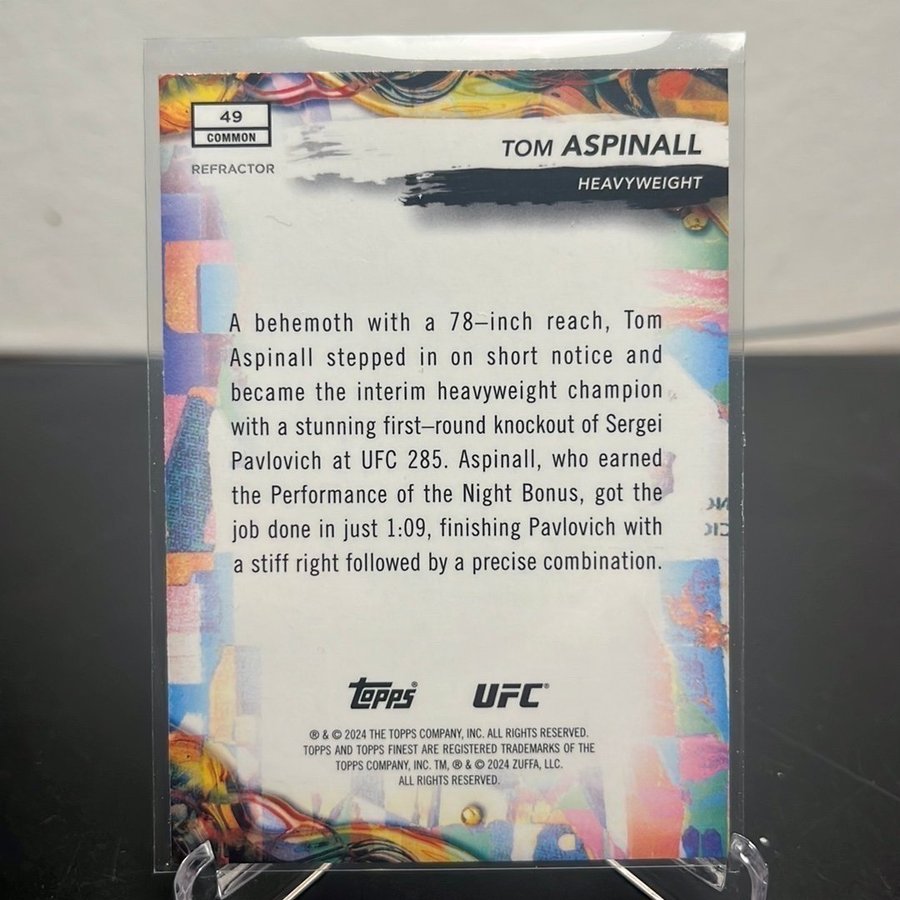 49
COMMON
REFRACTOR
TOM ASPINALL
HEAVYWEIGHT
A behemoth with a 78–inch reach, Tom
Aspinall stepped in on short notice and
became the interim heavyweight champion
with a stunning first–round knockout of Sergei
Pavlovich at UFC 285. Aspinall, who earned
the Performance of the Night Bonus, got the
job done in just 1:09, finishing Pavlovich with
a stiff right followed by a precise combination.
topps® UFC®
® & © 2024 THE TOPPS COMPANY, INC. ALL RIGHTS RESERVED.
TOPPS AND TOPPS FINEST ARE REGISTERED TRADEMARKS OF THE
TOPPS COMPANY, INC. TM, ® & © 2024 ZUFFA, LLC.
ALL RIGHTS RESERVED.